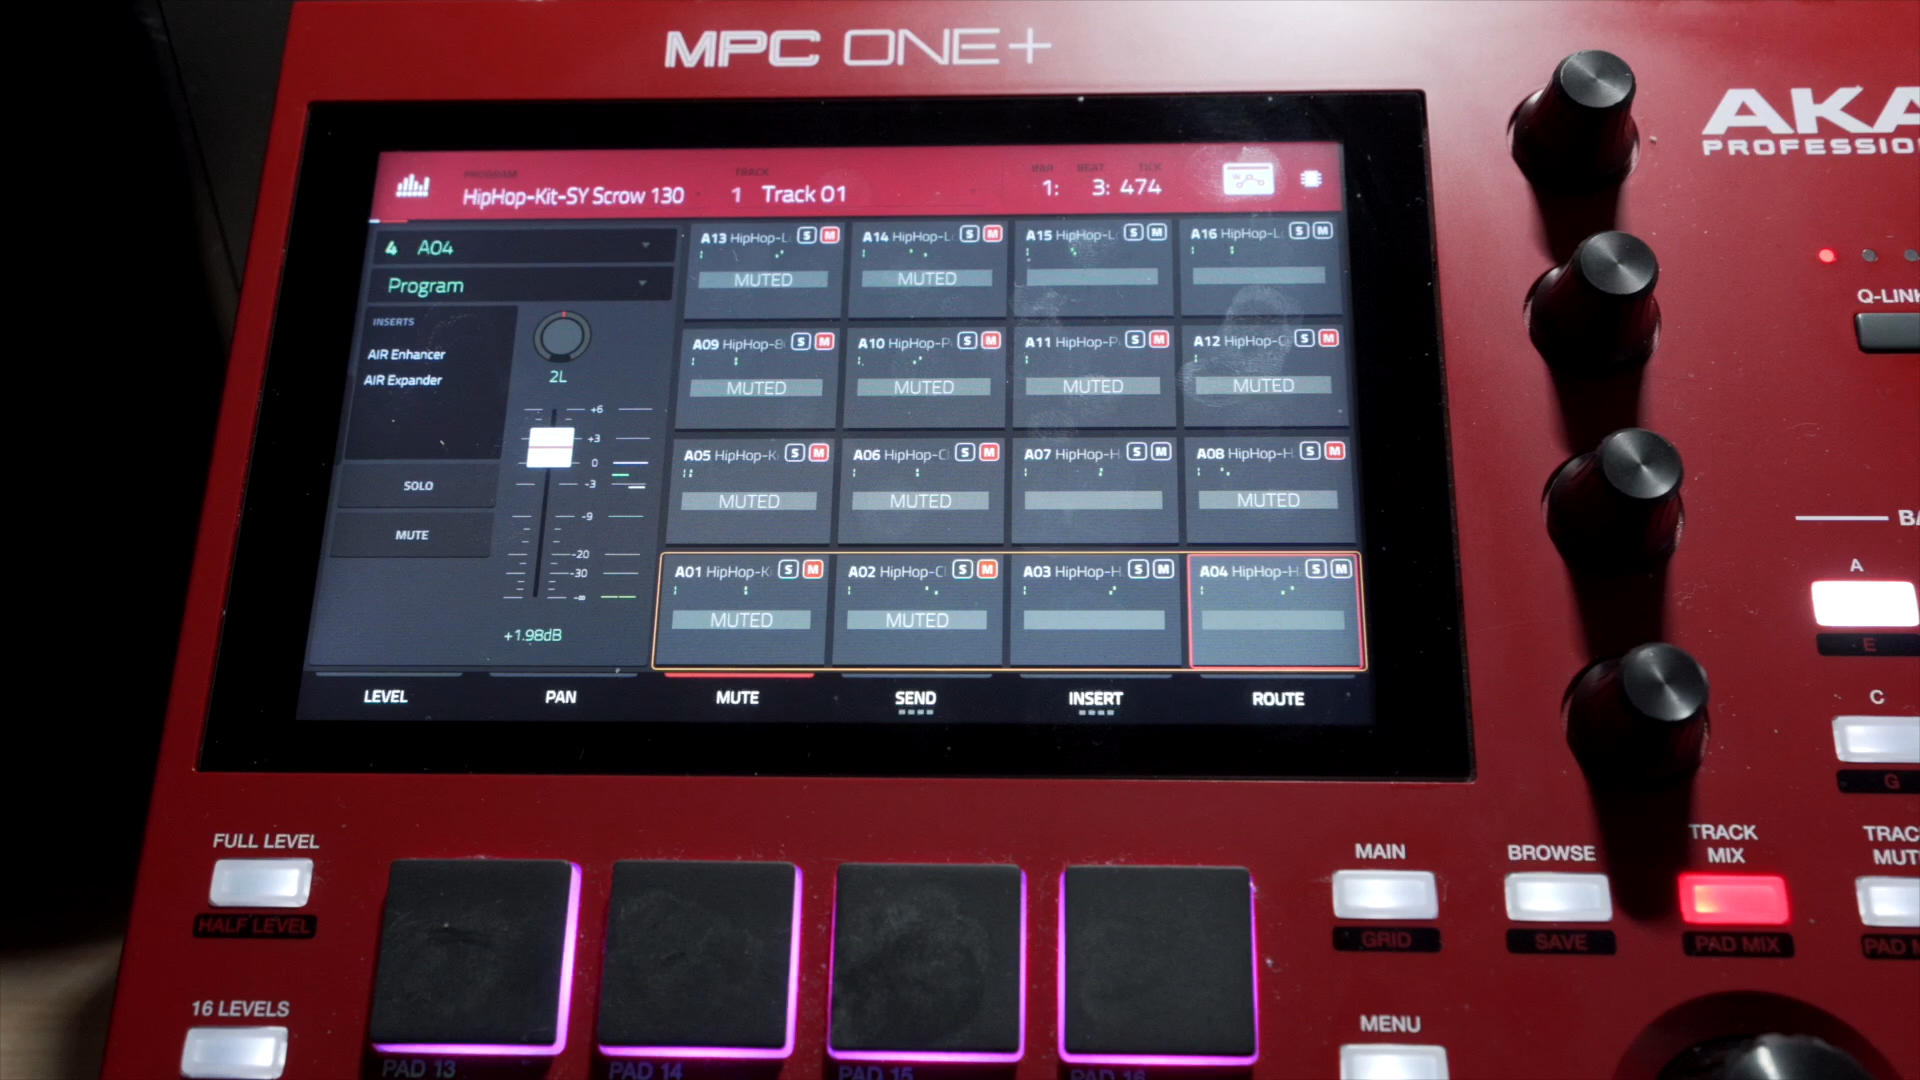 MPC ONE+
AKA
PROFESSIO
PROGRAM
HipHop-Kit-SY Scrow 130
TRACK
1 Track 01
BAR BEAT TICK
1: 3: 474
4 A04
Program
INSERTS
AIR Enhancer
AIR Expander
2L
+6
+3
0
-3
-9
-20
-30
-∞
SOLO
MUTE
+1.98dB
A13 HipHop-L S M
MUTED
A14 HipHop-L S M
MUTED
A15 HipHop-L S M
A16 HipHop-L S M
A09 HipHop-8 S M
MUTED
A10 HipHop-P S M
MUTED
A11 HipHop-P S M
MUTED
A12 HipHop-C S M
MUTED
A05 HipHop-K S M
MUTED
A06 HipHop-C S M
MUTED
A07 HipHop-H S M
A08 HipHop-H S M
MUTED
A01 HipHop-K S M
MUTED
A02 HipHop-C S M
MUTED
A03 HipHop-H S M
A04 HipHop-H S M
LEVEL PAN MUTE SEND INSERT ROUTE
Q-LINK
BA
A
E
C
G
FULL LEVEL
HALF LEVEL
16 LEVELS
PAD 13 PAD 14 PAD 15 PAD 16
MAIN
GRID
BROWSE
SAVE
TRACK
MIX
PAD MIX
TRAC
MUT
PAD M
MENU